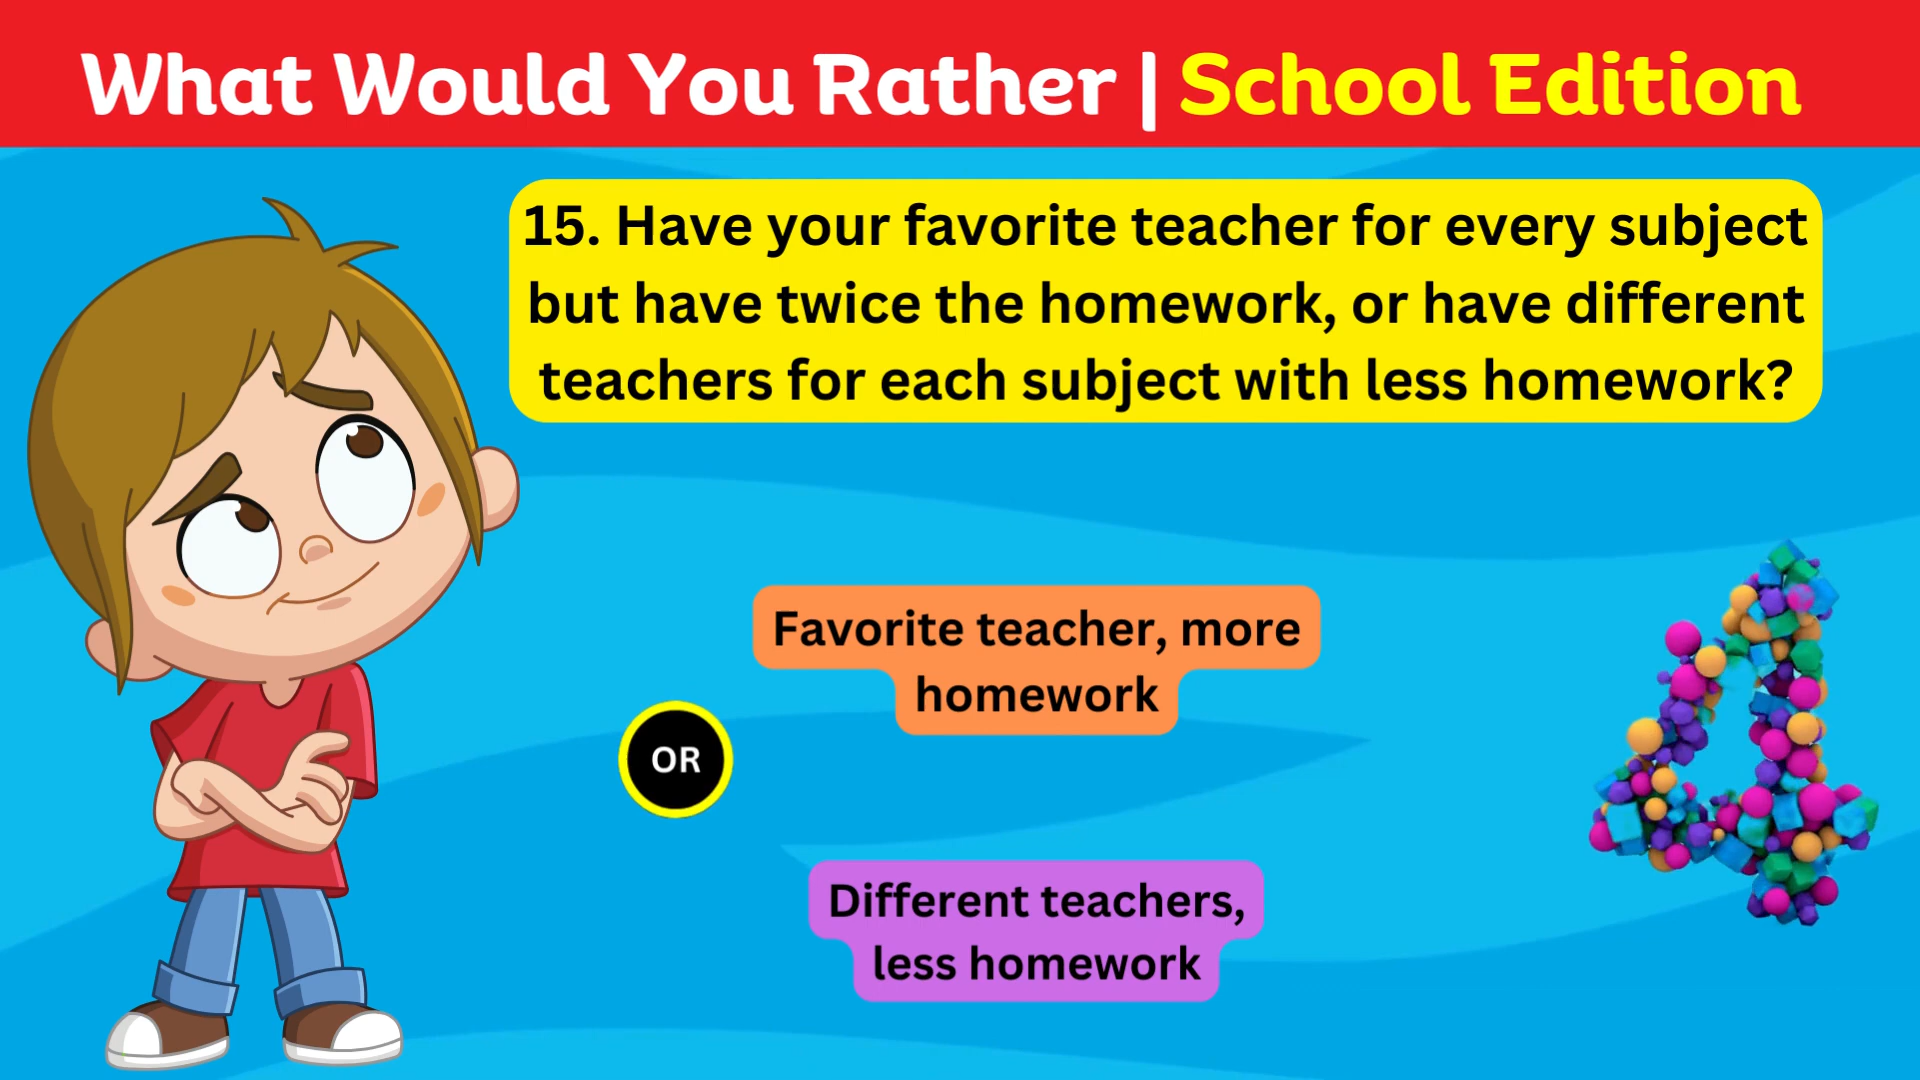 What Would You Rather | School Edition
15. Have your favorite teacher for every subject
but have twice the homework, or have different
teachers for each subject with less homework?
Favorite teacher, more
homework
OR
Different teachers,
less homework
4